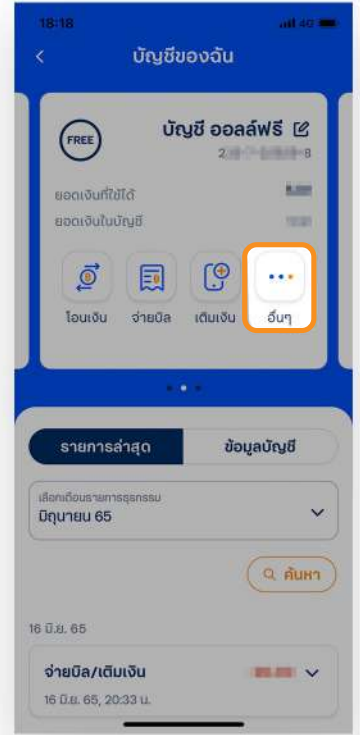 18:18 4G
บัญชีของฉัน
FREE
บัญชี ออลล์ฟรี
2 8
ยอดเงินที่ใช้ได้
ยอดเงินในบัญชี
โอนเงิน จ่ายบิล เติมเงิน อื่นๆ
รายการล่าสุด ข้อมูลบัญชี
เลือกเดือนรายการธุรกรรม
มิถุนายน 65
ค้นหา
16 มิ.ย. 65
จ่ายบิล/เติมเงิน
16 มิ.ย. 65, 20:33 น.